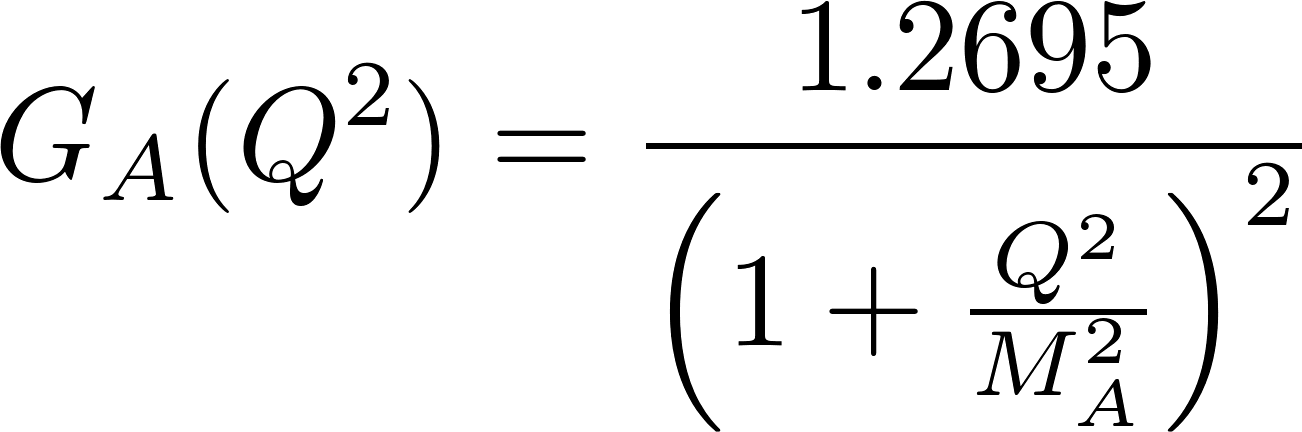 $G_A(Q^2) = \frac{1.2695}{\left(1 + \frac{Q^2}{M_A^2}\right)^2}$